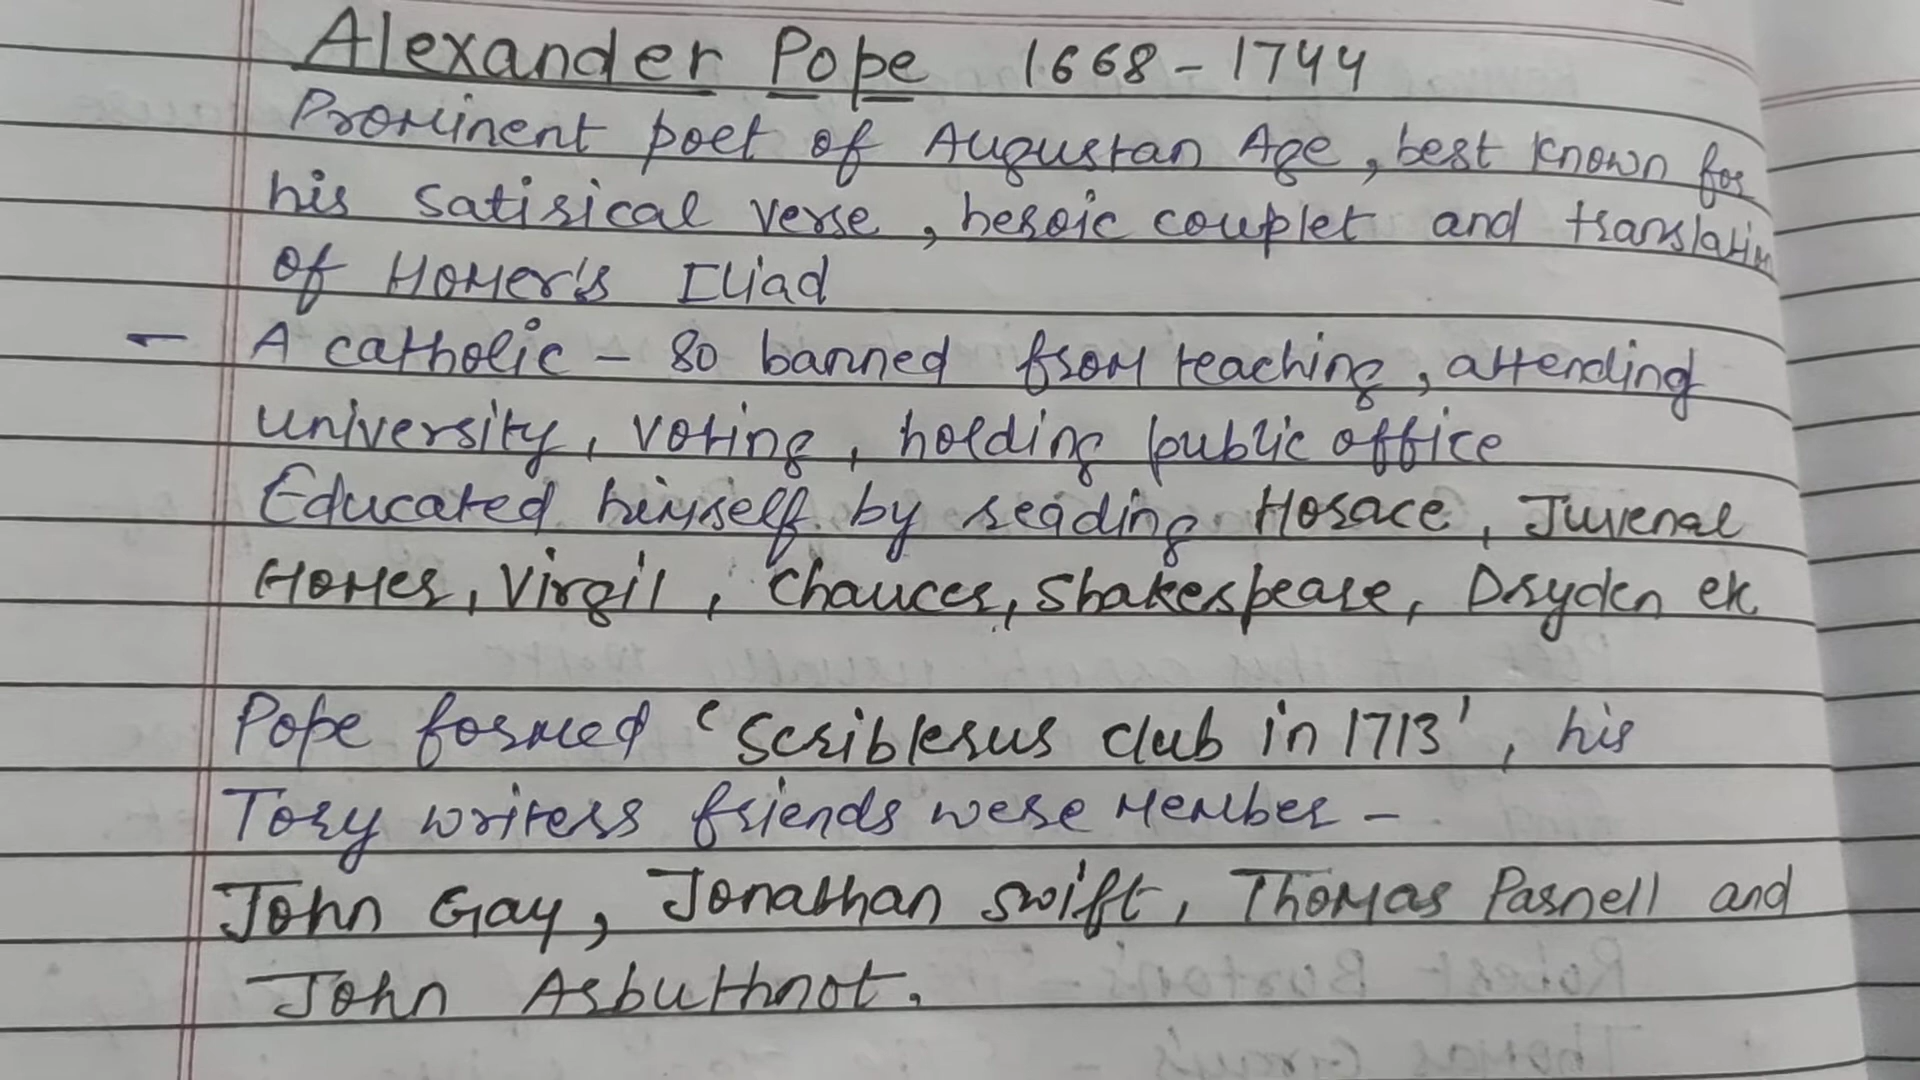 Alexander Pope 1668 - 1744
Prominent poet of Augustan Age, best known for
his satirical verse, heroic couplet and translation
of Homer's Iliad
- A catholic - so banned from teaching, attending
university, voting, holding public office
Educated himself by reading Horace, Juvenal
Homer, Virgil, Chaucer, Shakespeare, Dryden etc
Pope formed 'Scriblerus club in 1713', his
Tory writers friends were member -
John Gay, Jonathan Swift, Thomas Parnell and
John Arbuthnot.